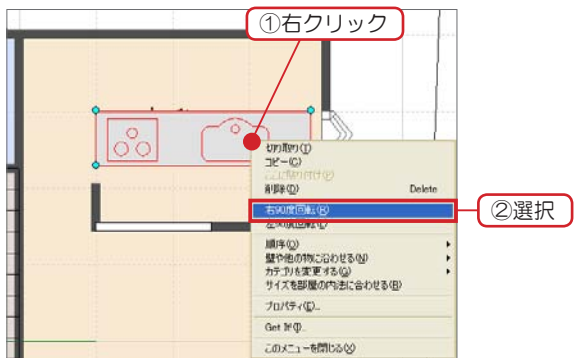 ①右クリック
切り取り(T)
コピー(C)
ここに貼り付け(P)
削除(D) Delete
右90度回転(R)
左90度回転(L)
②選択
順序(O)
壁や他の物に沿わせる(N)
カテゴリを変更する(G)
サイズを部屋の内法に合わせる(B)
プロパティ(E)...
Get It!
このメニューを閉じる(X)